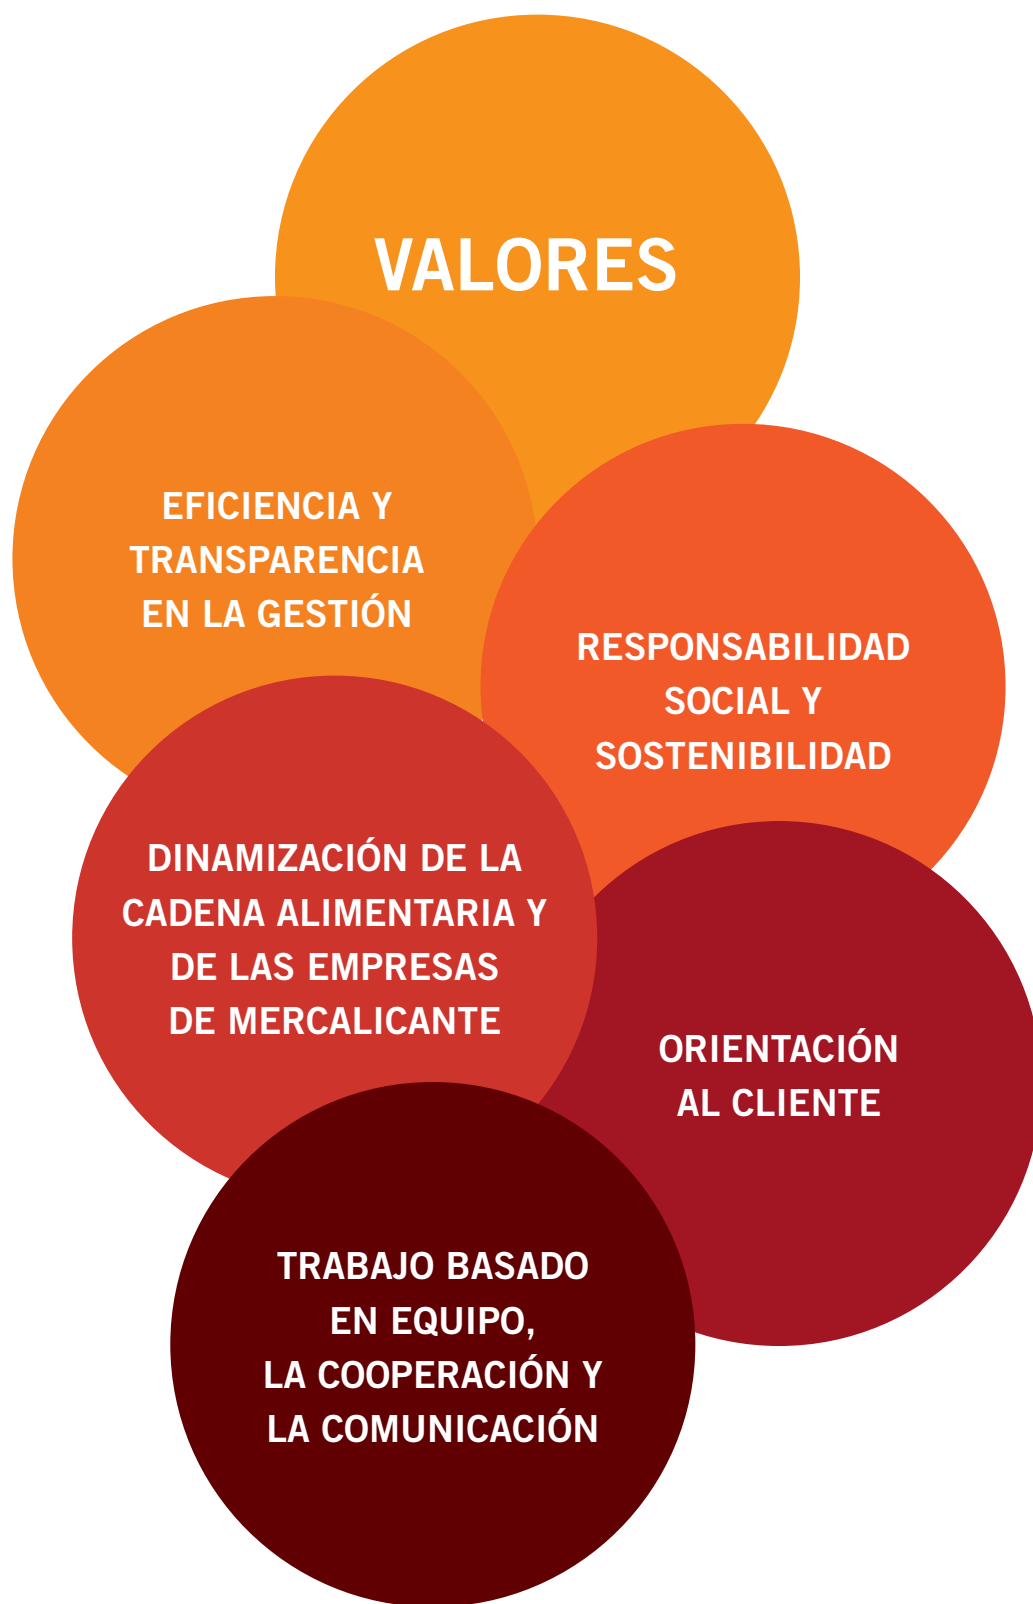 VALORES
EFICIENCIA Y
TRANSPARENCIA
EN LA GESTIÓN
RESPONSABILIDAD
SOCIAL Y
SOSTENIBILIDAD
DINAMIZACIÓN DE LA
CADENA ALIMENTARIA Y
DE LAS EMPRESAS
DE MERCALICANTE
ORIENTACIÓN
AL CLIENTE
TRABAJO BASADO
EN EQUIPO,
LA COOPERACIÓN Y
LA COMUNICACIÓN